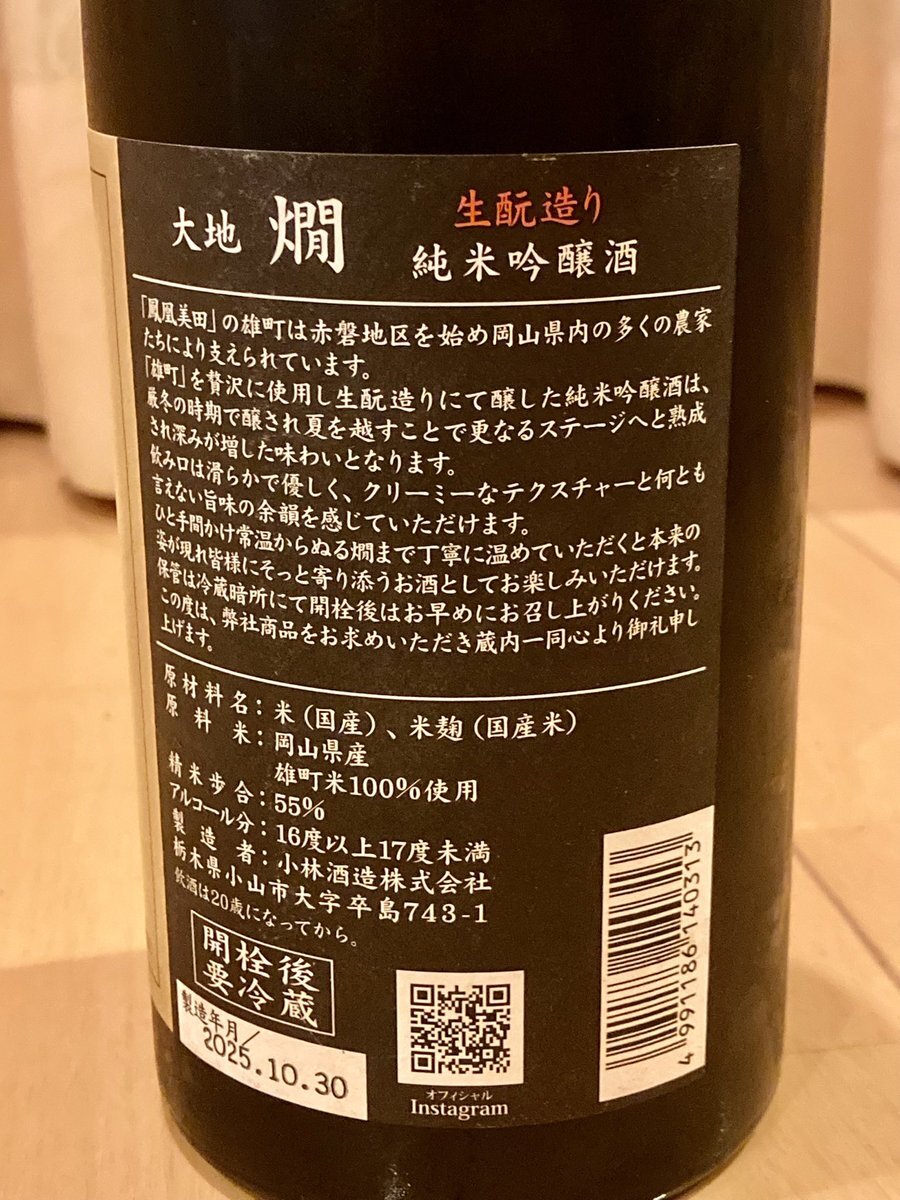 大地 燗
生酛造り
純米吟醸酒
「鳳凰美田」の雄町は赤磐地区を始め岡山県内の多くの農家
たちにより支えられています。
「雄町」を贅沢に使用し生酛造りにて醸した純米吟醸酒は、
厳冬の時期で醸され夏を越すことで更なるステージへと熟成
され深みが増した味わいとなります。
飲み口は滑らかで優しく、クリーミーなテクスチャーと何とも
言えない旨味の余韻を感じていただけます。
ひと手間かけ常温からぬる燗まで丁寧に温めていただくと本来の
姿が現れ皆様にそっと寄り添うお酒としてお楽しみいただけます。
保管は冷蔵暗所にて開栓後はお早めにお召し上がりください。
この度は、弊社商品をお求めいただき蔵内一同心より御礼申し
上げます。
原材料名：米（国産）、米麹（国産米）
原料米：岡山県産
雄町米100%使用
精米歩合：55%
アルコール分：16度以上17度未満
製造者：小林酒造株式会社
栃木県小山市大字卒島743-1
飲酒は20歳になってから。
開栓後
要冷蔵
製造年月／
2025.10.30
オフィシャル
Instagram
4 991186 140313